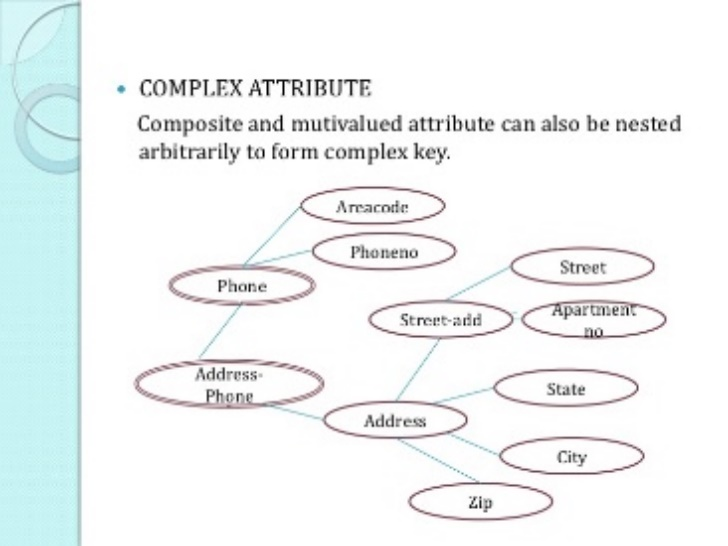 COMPLEX ATTRIBUTE
Composite and mutivalued attribute can also be nested
arbitrarily to form complex key.
Areacode
Phoneno
Phone
Street
Street-add
Apartment
no
Address-
Phone
State
Address
City
Zip